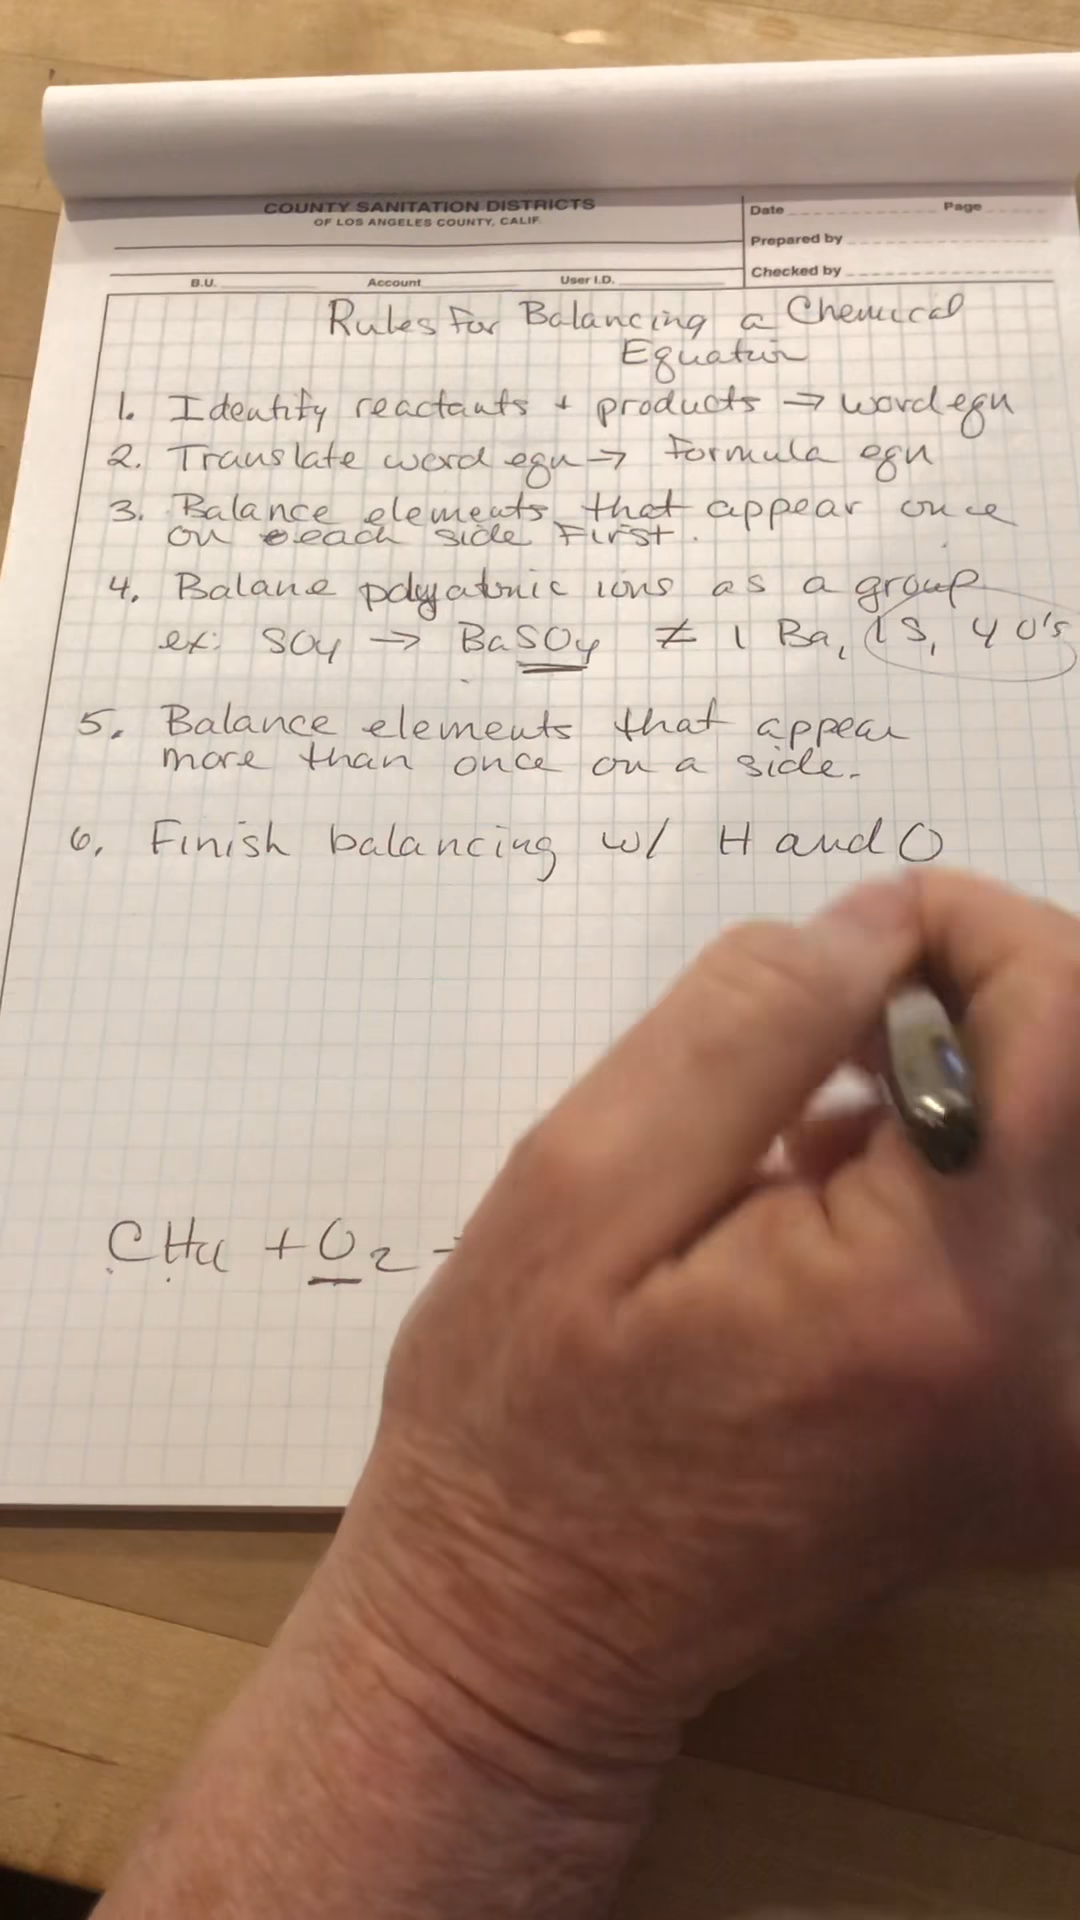 COUNTY SANITATION DISTRICTS
OF LOS ANGELES COUNTY, CALIF.
Date Page
Prepared by
Checked by
B.U. Account User I.D.
Rules For Balancing a Chemical
Equation
1. Identify reactants + products → word eqn
2. Translate word eqn → Formula eqn
3. Balance elements that appear once
on each side First.
4. Balane polyatomic ions as a group
ex: SO4 → BaSO4 ≠ 1 Ba, 1 S, 4 O's
5. Balance elements that appear
more than once on a side.
6. Finish balancing w/ H and O
CH4 + O2